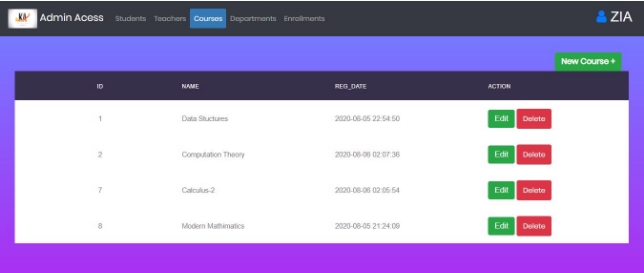 KA Admin Acess Students Teachers Courses Departments Enrollments ZIA
New Course +
ID NAME REG_DATE ACTION
1 Data Stuctures 2020-08-05 22:54:50 Edit Delete
2 Computation Theory 2020-08-06 02:07:36 Edit Delete
7 Calculus-2 2020-08-06 02:05:54 Edit Delete
8 Modern Mathimatics 2020-08-05 21:24:09 Edit Delete